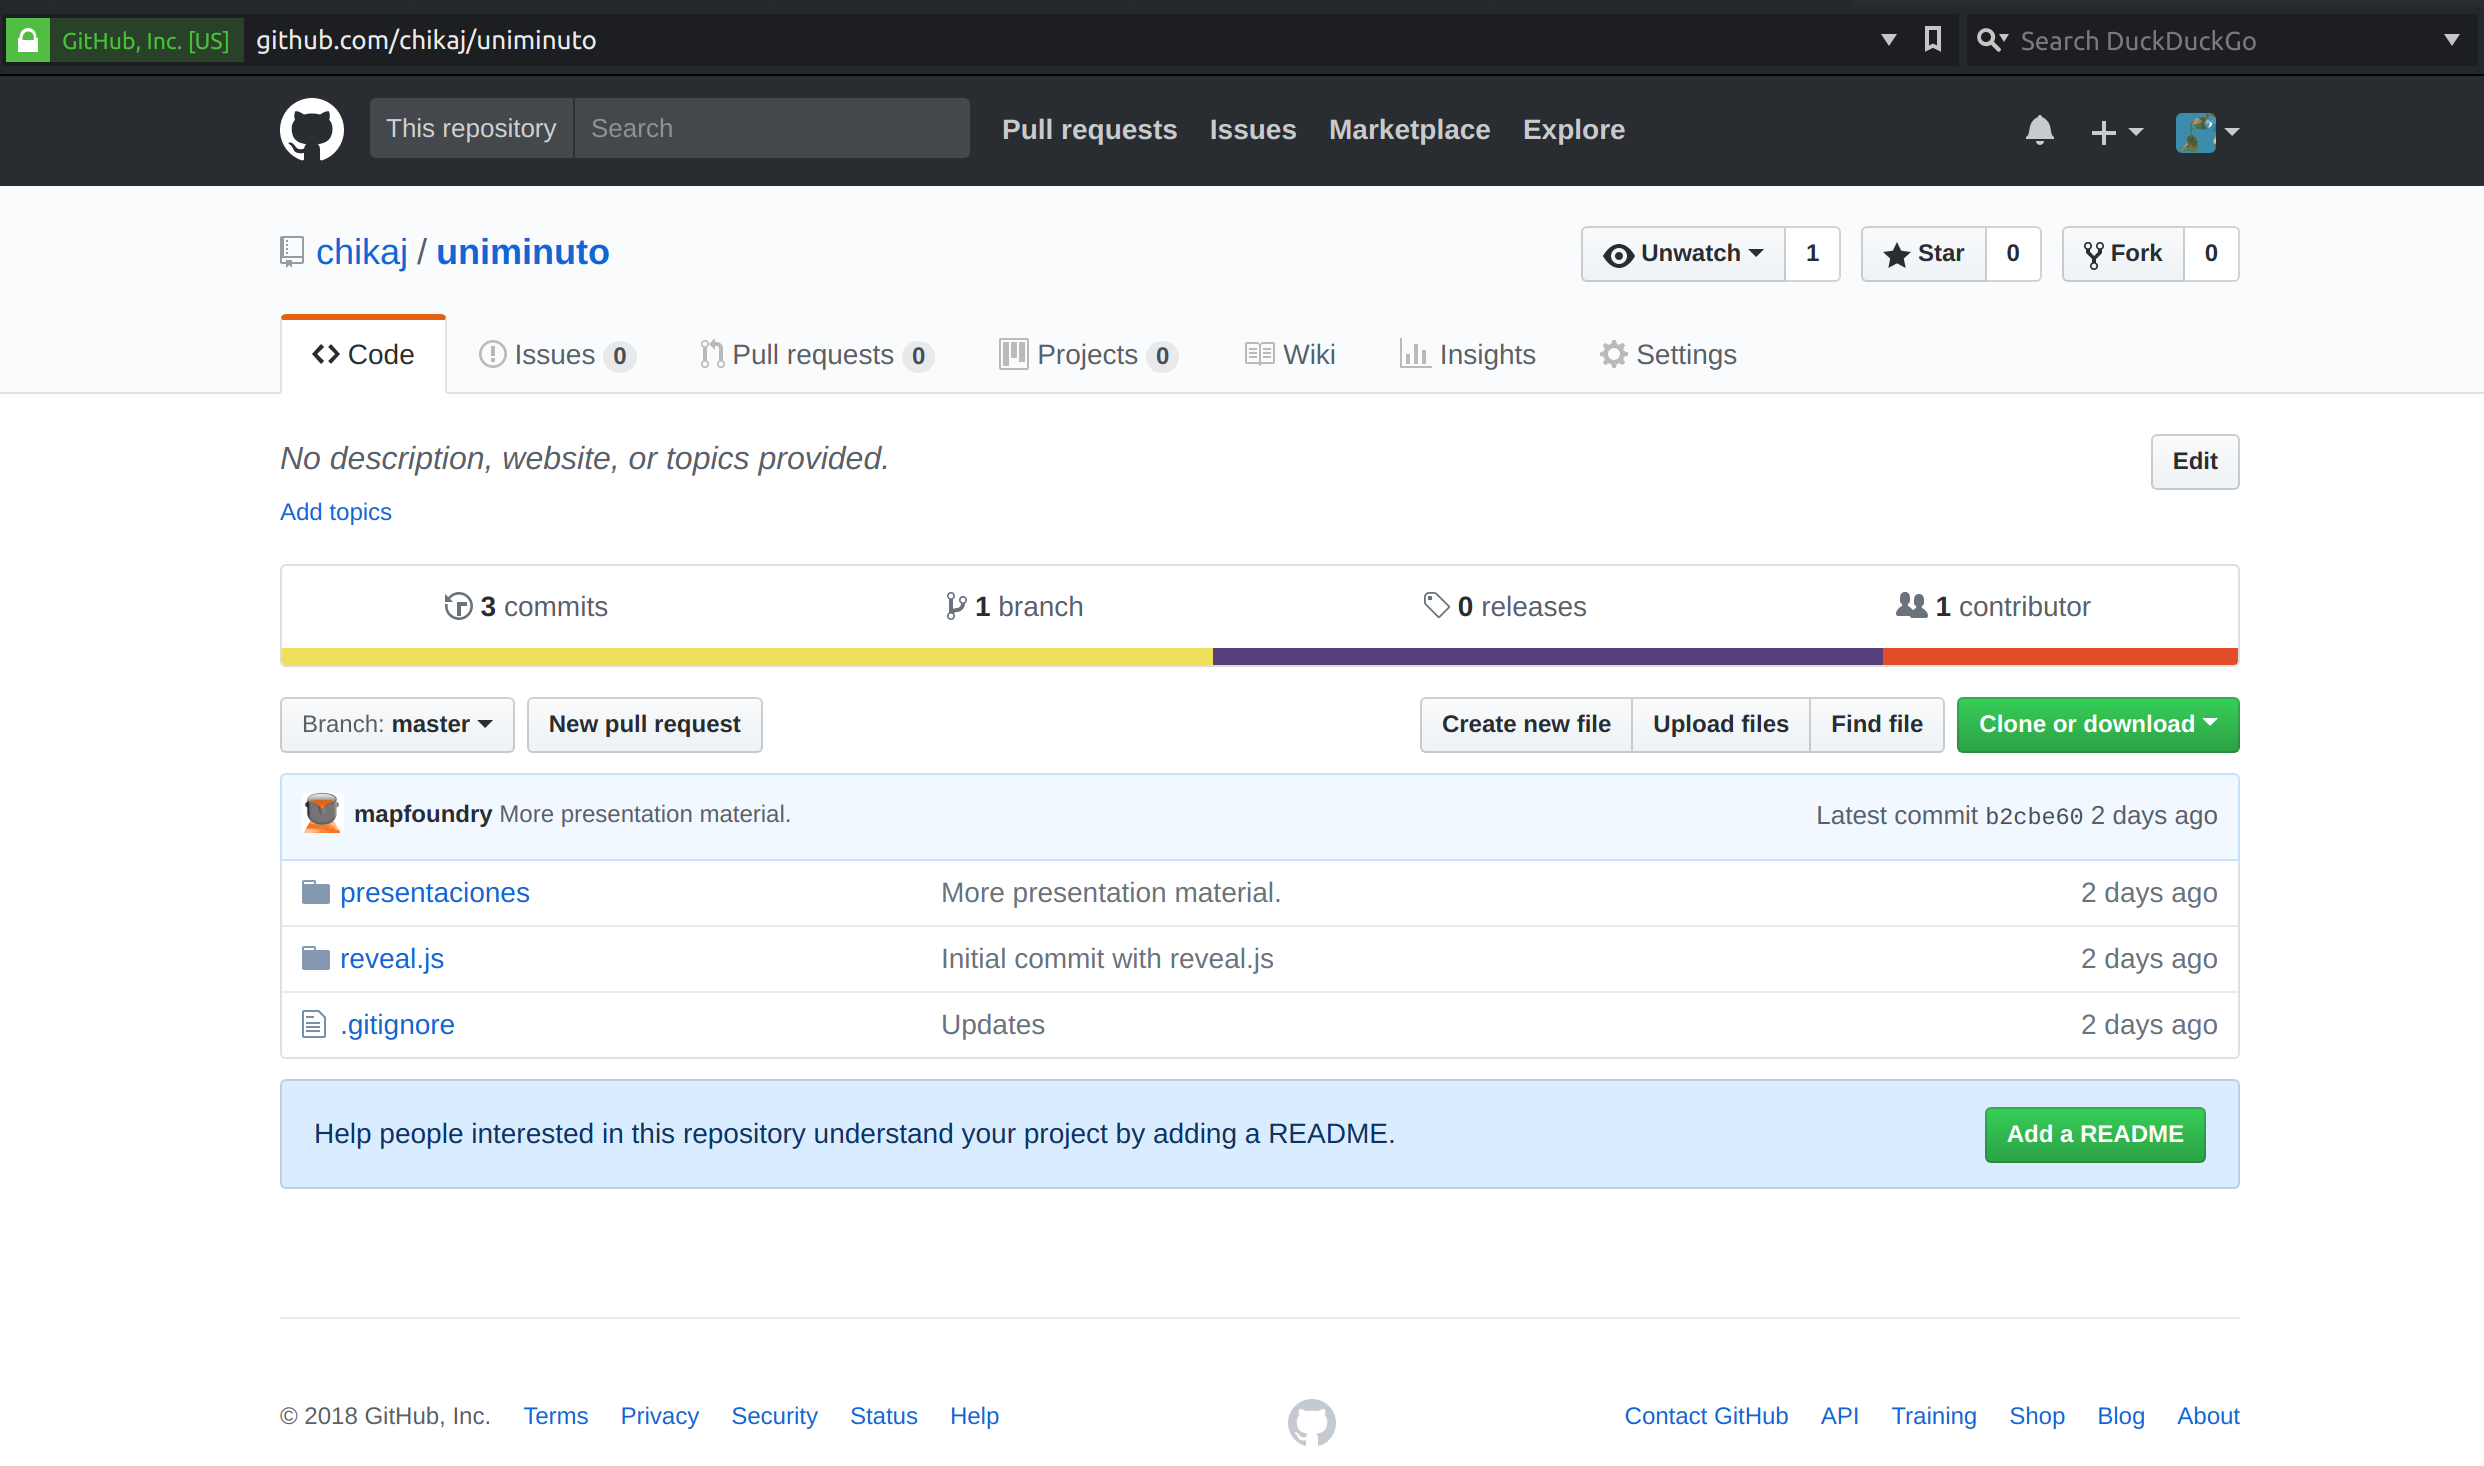 GitHub, Inc. [US] github.com/chikaj/uniminuto Search DuckDuckGo
This repository Search Pull requests Issues Marketplace Explore
chikaj / uniminuto Unwatch 1 Star 0 Fork 0
Code Issues 0 Pull requests 0 Projects 0 Wiki Insights Settings
No description, website, or topics provided. Edit
Add topics
3 commits 1 branch 0 releases 1 contributor
Branch: master New pull request Create new file Upload files Find file Clone or download
mapfoundry More presentation material. Latest commit b2cbe60 2 days ago
presentaciones More presentation material. 2 days ago
reveal.js Initial commit with reveal.js 2 days ago
.gitignore Updates 2 days ago
Help people interested in this repository understand your project by adding a README. Add a README
© 2018 GitHub, Inc. Terms Privacy Security Status Help Contact GitHub API Training Shop Blog About